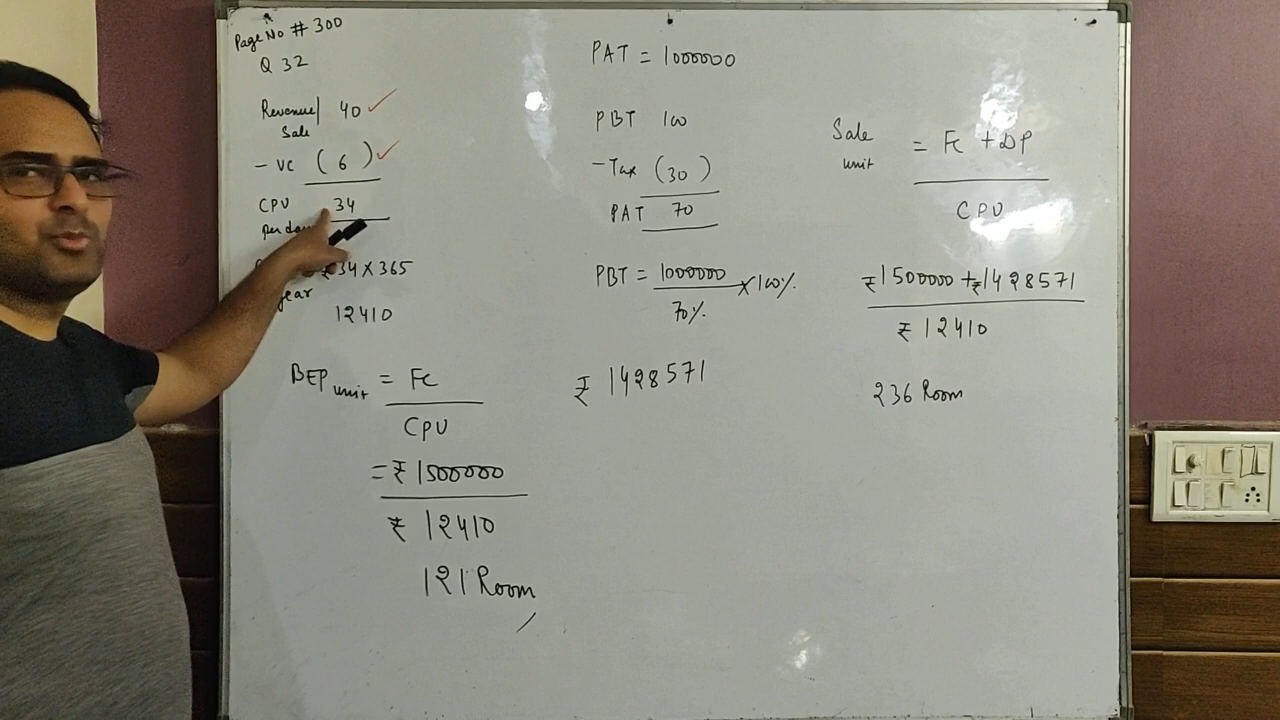 Page No # 300
Q 32
Revenue/ 40 ✓
Sale
- VC ( 6 ) ✓
CPU 34
per day
₹34 X 365
year
12410
BEP unit = FC
CPU
= ₹ 1500000
₹ 12410
121 Room
PAT = 1000000
PBT 100
- Tax (30)
PAT 70
PBT = 1000000 X 100%
70%
₹ 1428571
Sale unit = FC + DP
CPU
₹1500000 + ₹1428571
₹ 12410
236 Room